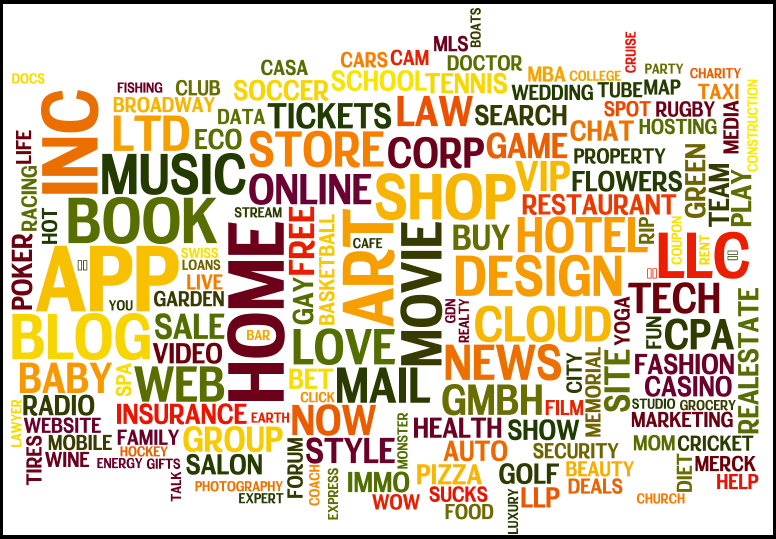 BOATS
MLS
CRUISE
CARS
CAM
DOCTOR
CASA
SCHOOL
TENNIS
MBA
COLLEGE
PARTY
CHARITY
DOCS
FISHING
CLUB
SOCCER
WEDDING
TUBE
MAP
TAXI
CONSTRUCTION
INC
BROADWAY
DATA
TICKETS
LAW
SEARCH
SPOT
RUGBY
MEDIA
LTD
ECO
STORE
CORP
GAME
CHAT
HOSTING
LIFE
RACING
MUSIC
ONLINE
SHOP
VIP
PROPERTY
FLOWERS
GREEN
TEAM
PLAY
HOT
BOOK
STREAM
FREE
BASKETBALL
ART
CAFE
MOVIE
RESTAURANT
BUY
HOTEL
RIP
COUPON
RENT
LLC
POKER
APP
SWISS
LOANS
LIVE
HOME
GAY
DESIGN
YOU
GARDEN
TECH
BLOG
SALE
BAR
GDN
REALTY
CLOUD
YOGA
FUN
CPA
REALESTATE
VIDEO
LOVE
BABY
SPA
WEB
BET
MAIL
NEWS
CITY
MEMORIAL
SITE
FASHION
CASINO
CLICK
LAWYER
RADIO
INSURANCE
EARTH
NOW
GMBH
FILM
STUDIO
GROCERY
WEBSITE
MARKETING
TIRES
MOBILE
FAMILY
GROUP
STYLE
MONSTER
HEALTH
SHOW
MOM
CRICKET
HOCKEY
WINE
ENERGY
GIFTS
TALK
SALON
FORUM
AUTO
SECURITY
DIET
MERCK
PHOTOGRAPHY
EXPERT
COACH
EXPRESS
IMMO
PIZZA
GOLF
BEAUTY
DEALS
HELP
WOW
SUCKS
FOOD
LUXURY
LLP
CHURCH